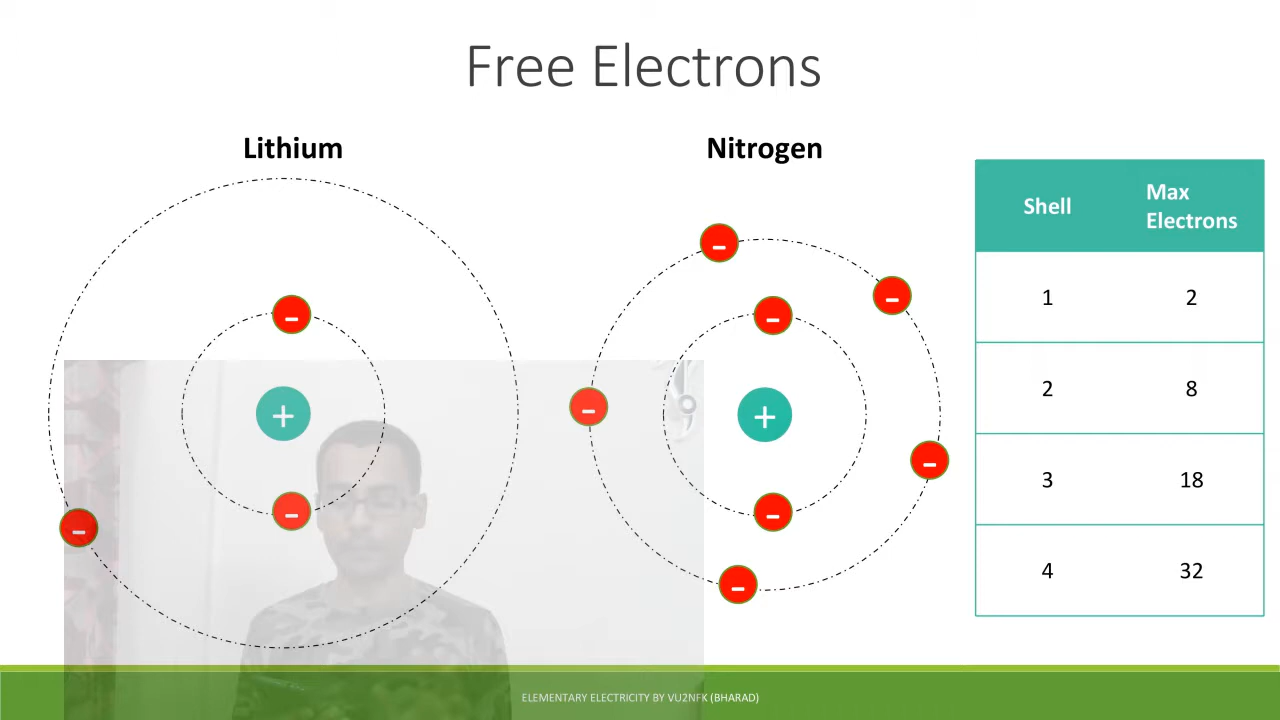 Free Electrons
Lithium
Nitrogen
-
-
-
-
-
-
-
-
-
-
+
+
Shell
Max
Electrons
1 2
2 8
3 18
4 32
ELEMENTARY ELECTRICITY BY VU2NFK (BHARAD)